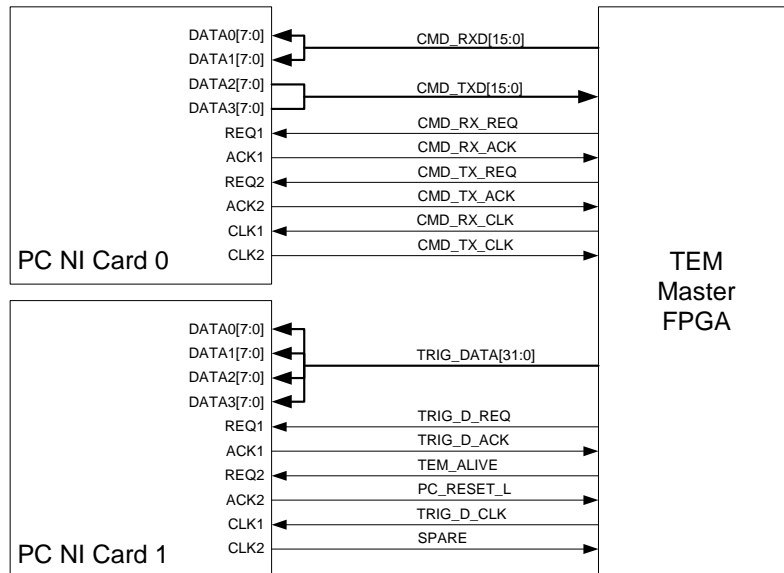 DATA0[7:0] CMD_RXD[15:0]
DATA1[7:0]
DATA2[7:0] CMD_TXD[15:0]
DATA3[7:0]
REQ1 CMD_RX_REQ
ACK1 CMD_RX_ACK
REQ2 CMD_TX_REQ
ACK2 CMD_TX_ACK
CLK1 CMD_RX_CLK
CLK2 CMD_TX_CLK
PC NI Card 0
TEM
Master
FPGA
DATA0[7:0]
DATA1[7:0] TRIG_DATA[31:0]
DATA2[7:0]
DATA3[7:0]
REQ1 TRIG_D_REQ
ACK1 TRIG_D_ACK
REQ2 TEM_ALIVE
ACK2 PC_RESET_L
CLK1 TRIG_D_CLK
CLK2 SPARE
PC NI Card 1